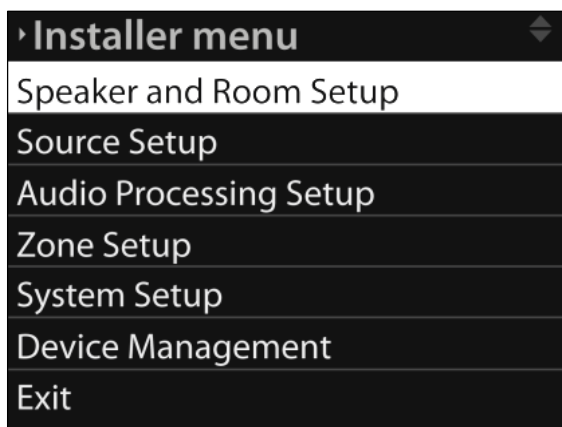 Installer menu
Speaker and Room Setup
Source Setup
Audio Processing Setup
Zone Setup
System Setup
Device Management
Exit